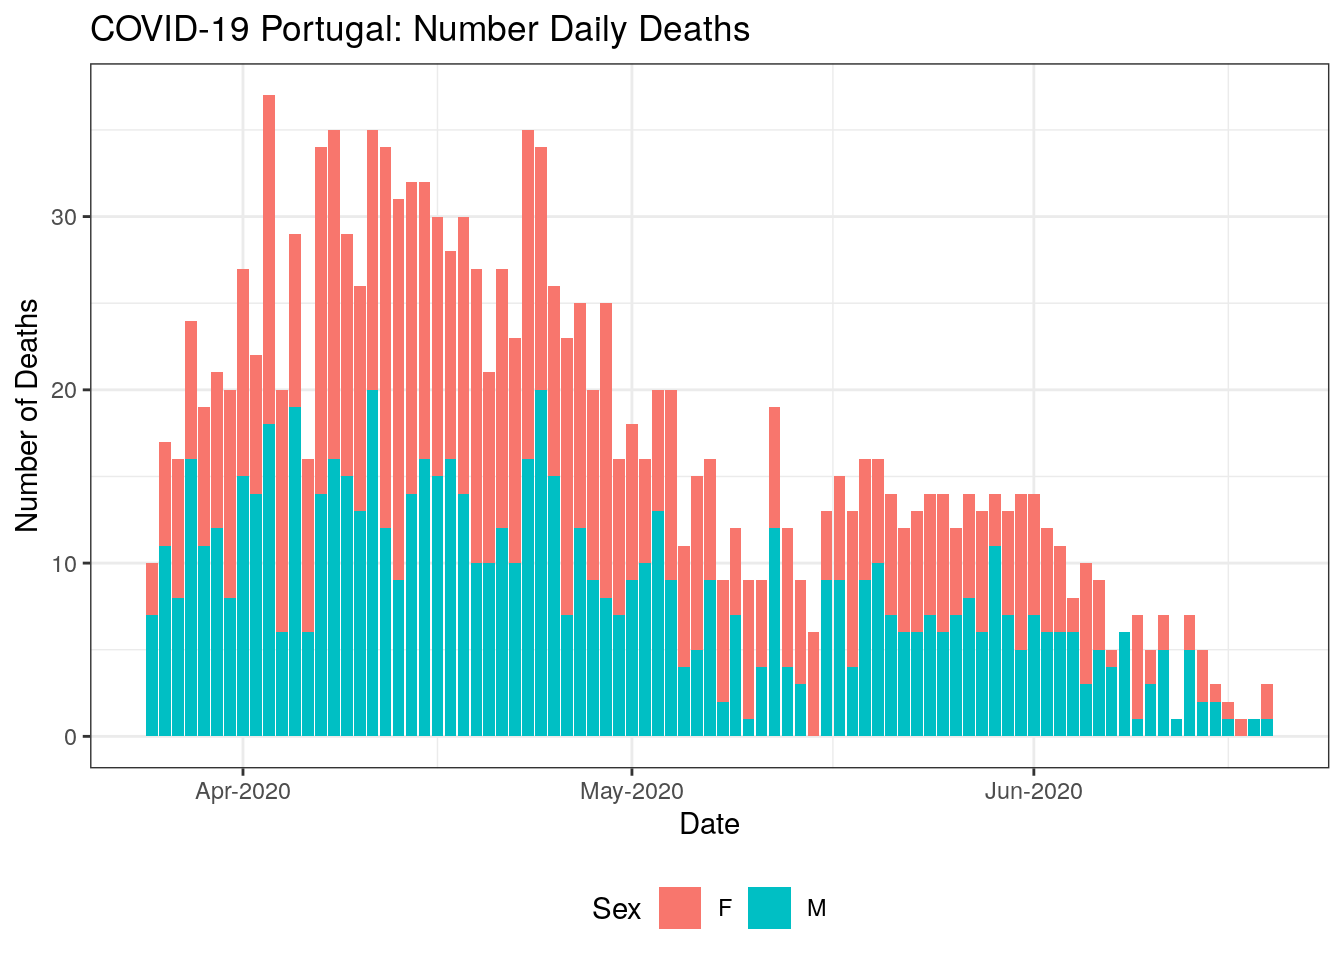 COVID-19 Portugal: Number Daily Deaths
Number of Deaths
30
20
10
0
Apr-2020 May-2020 Jun-2020
Date
Sex F M